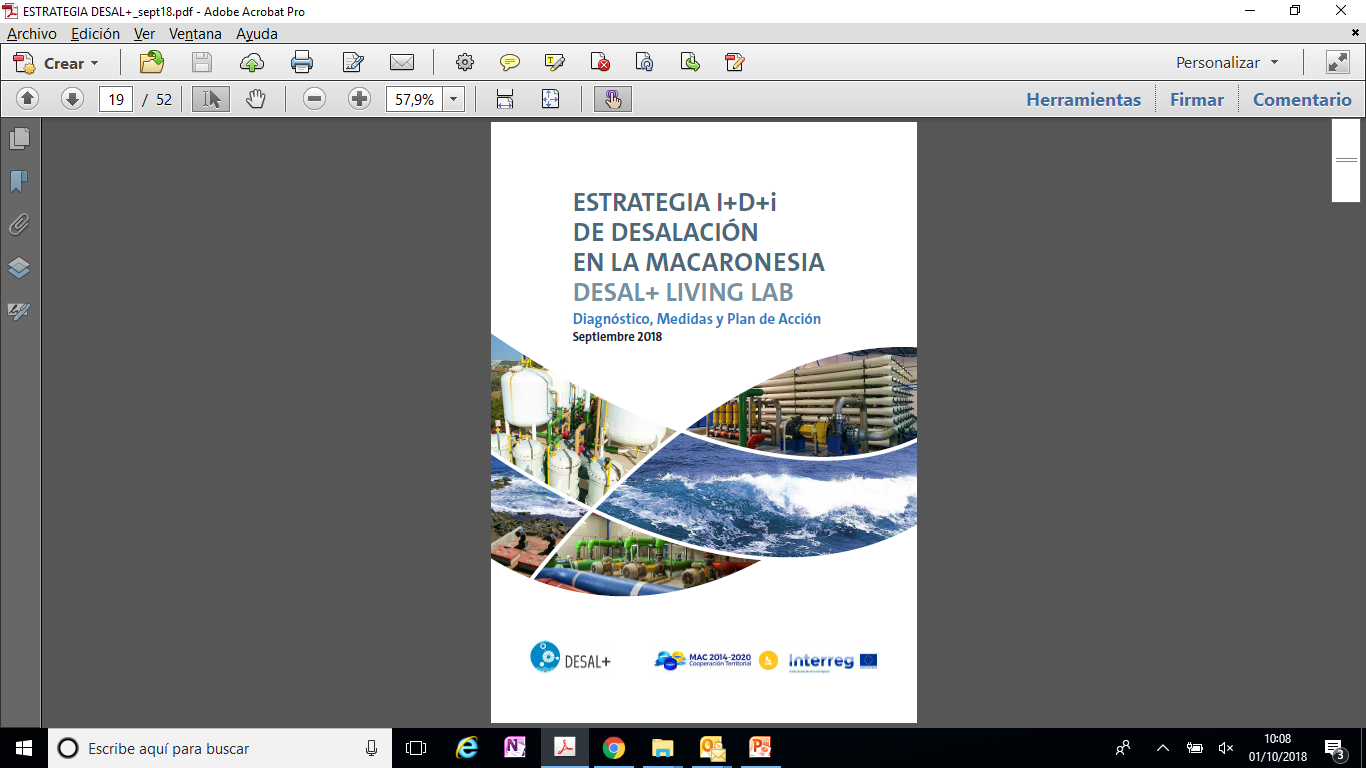 ESTRATEGIA DESAL+_sept18.pdf - Adobe Acrobat Pro
Archivo Edición Ver Ventana Ayuda
Crear
Personalizar
19 / 52
57,9%
Herramientas Firmar Comentario
ESTRATEGIA I+D+i
DE DESALACIÓN
EN LA MACARONESIA
DESAL+ LIVING LAB
Diagnóstico, Medidas y Plan de Acción
Septiembre 2018
DESAL+
MAC 2014-2020
Cooperación Territorial
Interreg
Escribe aquí para buscar
10:08
01/10/2018
3